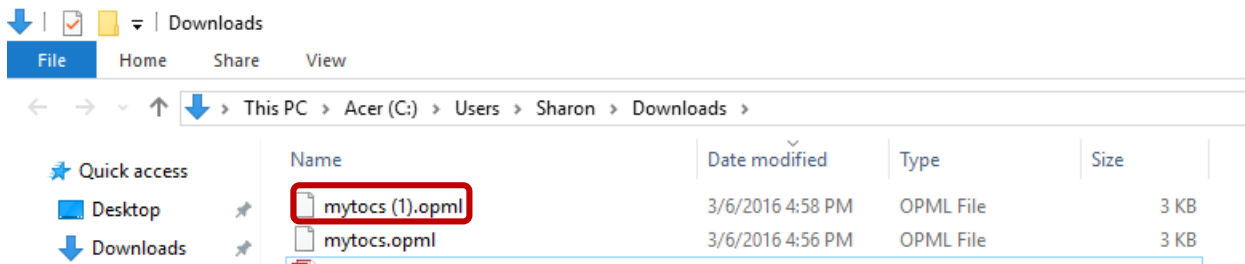 Downloads
File Home Share View
This PC > Acer (C:) > Users > Sharon > Downloads >
Quick access
Name Date modified Type Size
Desktop
mytocs (1).opml 3/6/2016 4:58 PM OPML File 3 KB
Downloads
mytocs.opml 3/6/2016 4:56 PM OPML File 3 KB